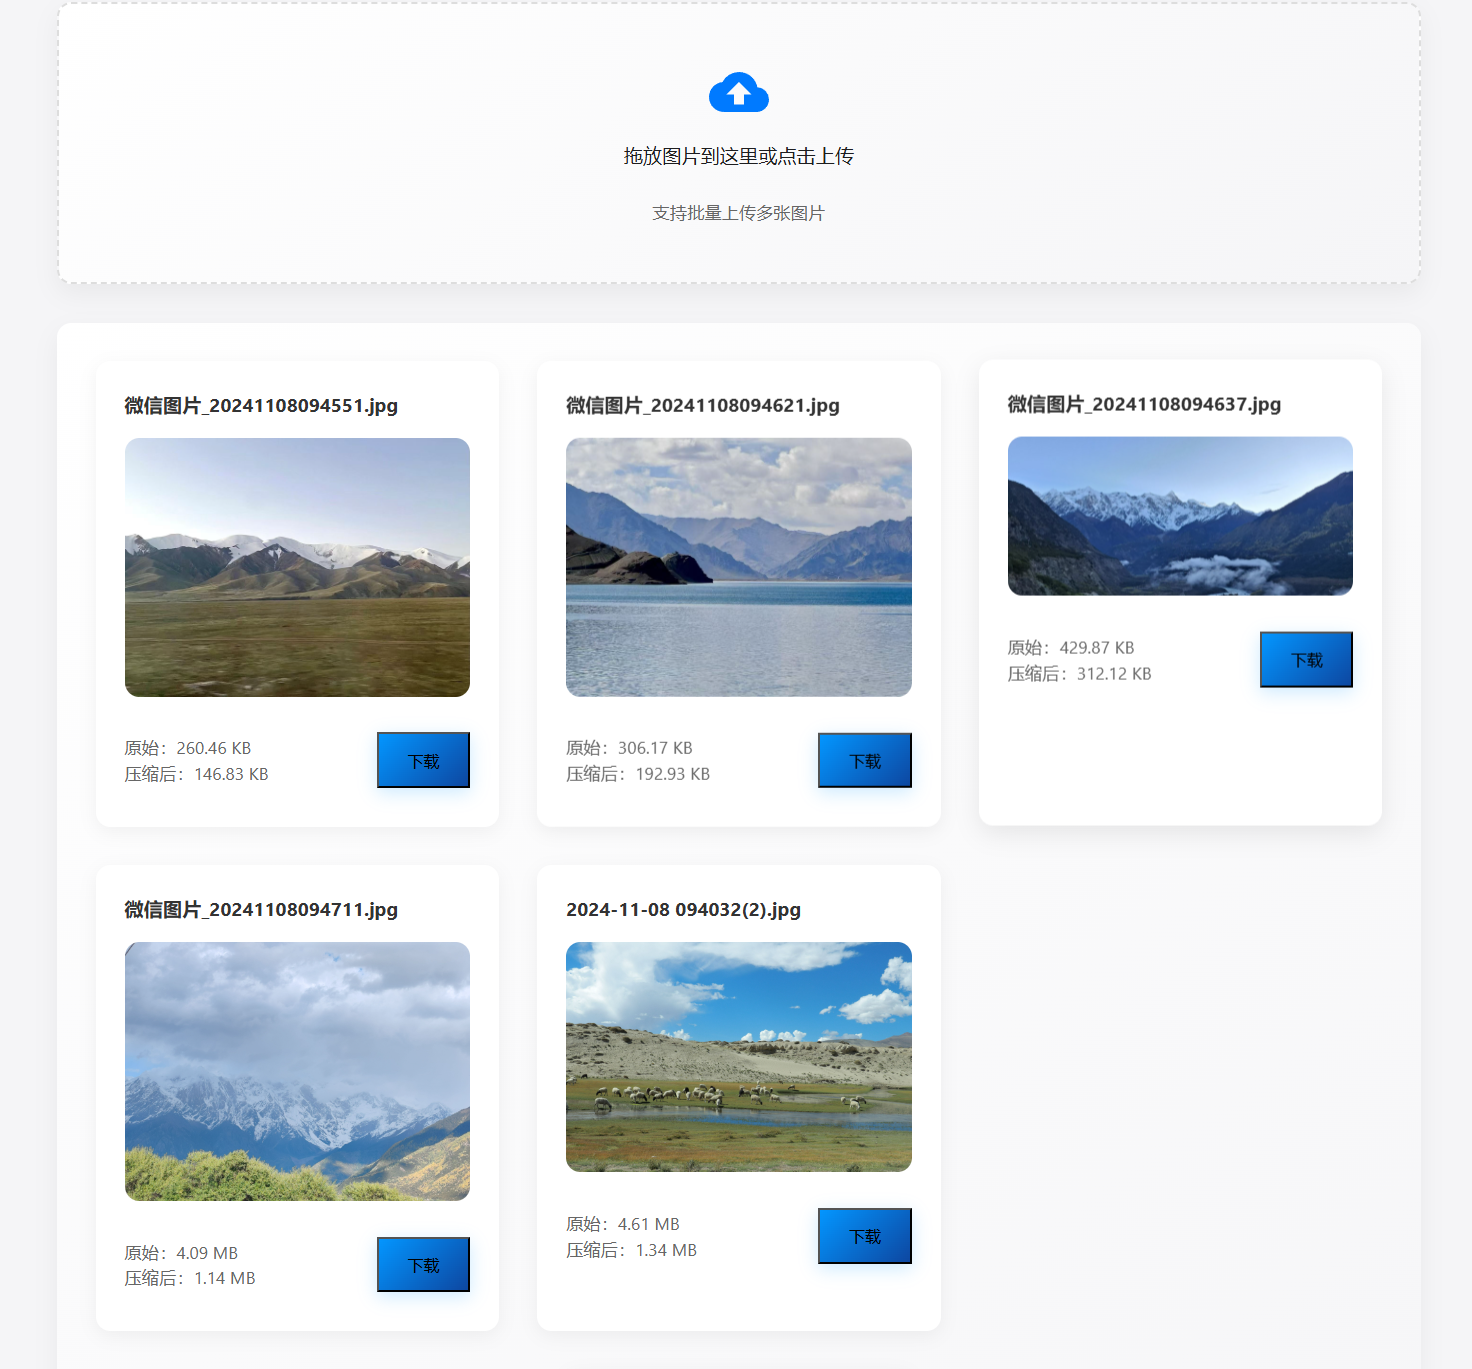 拖放图片到这里或点击上传
支持批量上传多张图片
微信图片_20241108094551.jpg
原始：260.46 KB
压缩后：146.83 KB
下载
微信图片_20241108094621.jpg
原始：306.17 KB
压缩后：192.93 KB
下载
微信图片_20241108094637.jpg
原始：429.87 KB
压缩后：312.12 KB
下载
微信图片_20241108094711.jpg
原始：4.09 MB
压缩后：1.14 MB
下载
2024-11-08 094032(2).jpg
原始：4.61 MB
压缩后：1.34 MB
下载